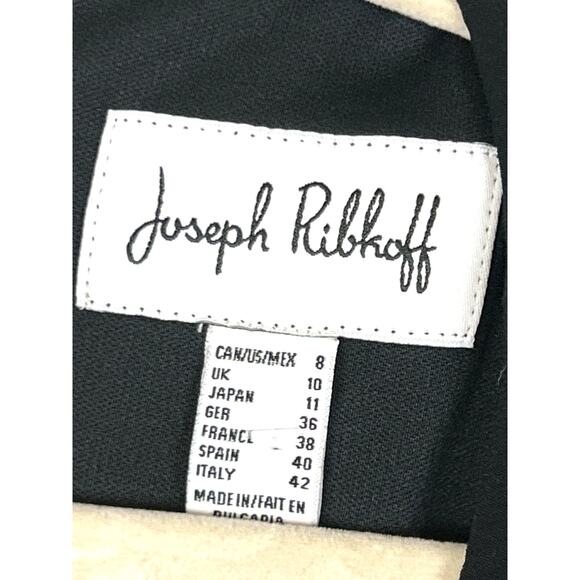 Joseph Ribkoff
CAN/US/MEX 8
UK 10
JAPAN 11
GER 36
FRANCE 38
SPAIN 40
ITALY 42
MADE IN/FAIT EN
BULGARIA